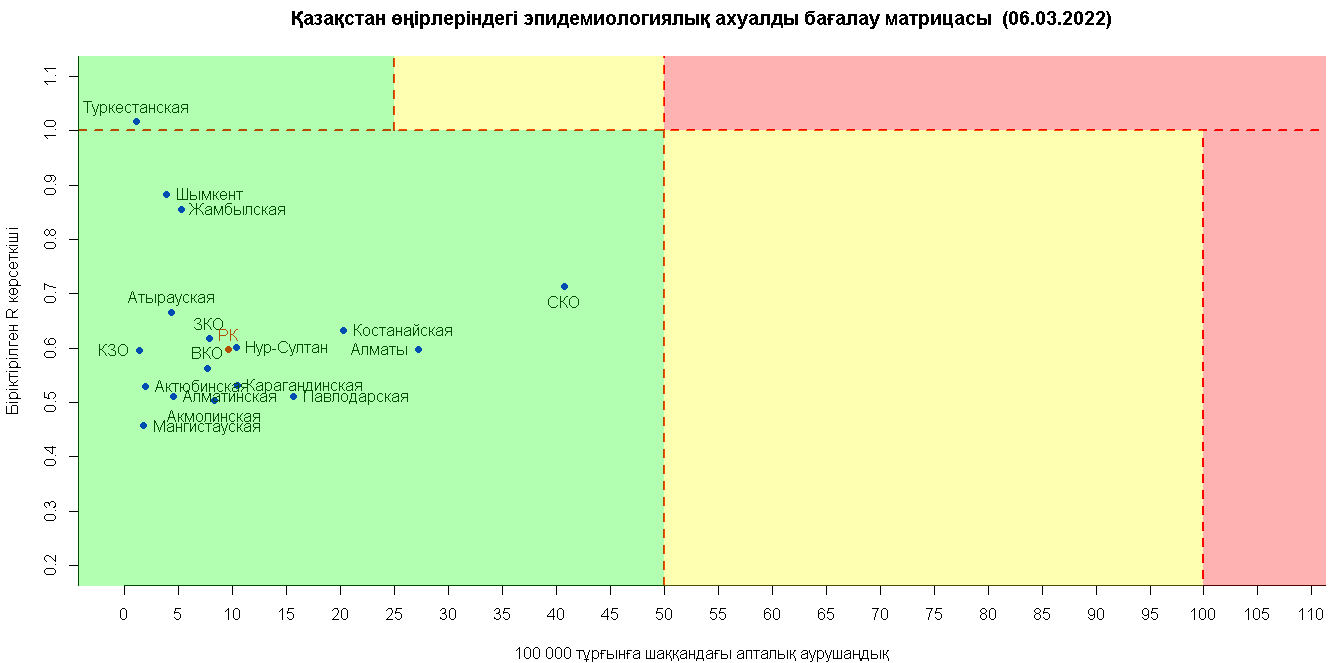 Қазақстан өңірлеріндегі эпидемиологиялық ахуалды бағалау матрицасы (06.03.2022)
Біріктірілген R көрсеткіші
1.1
1.0
0.9
0.8
0.7
0.6
0.5
0.4
0.3
0.2
Туркестанская
Шымкент
Жамбылская
СКО
Атырауская
ЗКО
РК
Костанайская
Нур-Султан
Алматы
КЗО
ВКО
Актюбинская
Карагандинская
Алматинская
Павлодарская
Акмолинская
Мангистауская
0 5 10 15 20 25 30 35 40 45 50 55 60 65 70 75 80 85 90 95 100 105 110
100 000 тұрғынға шаққандағы апталық аурушаңдық